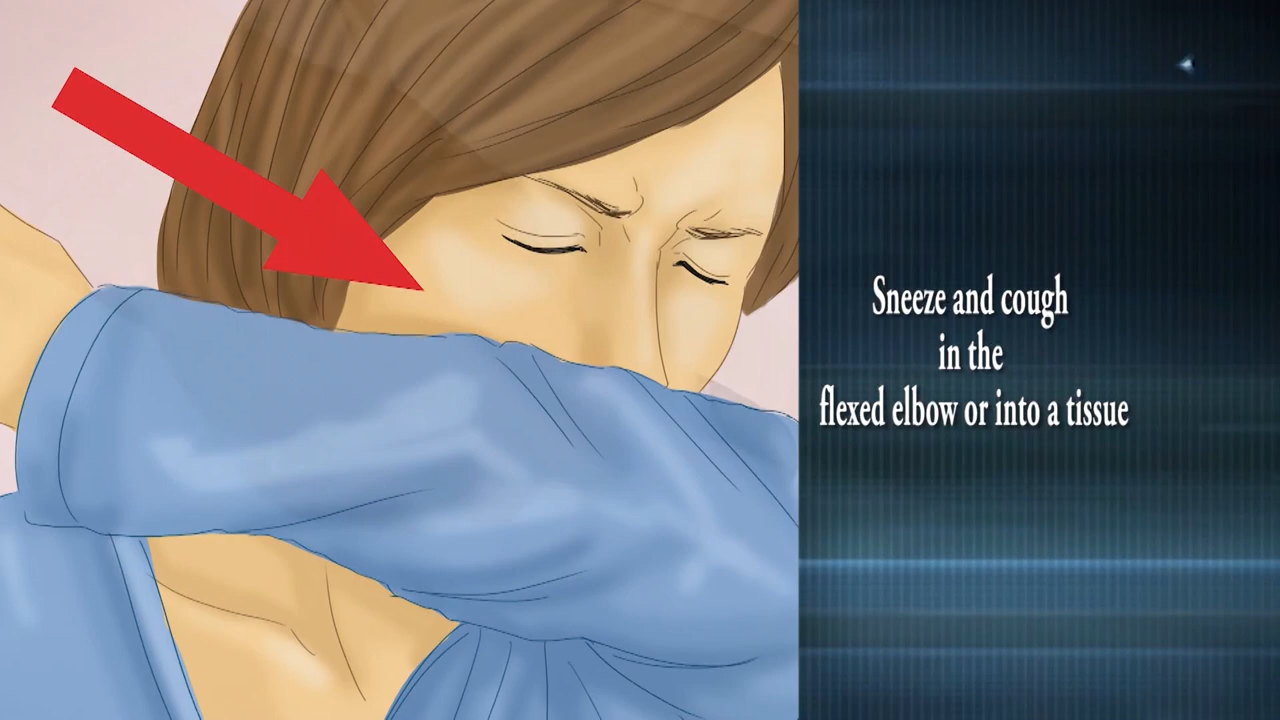 Sneeze and cough
in the
flexed elbow or into a tissue